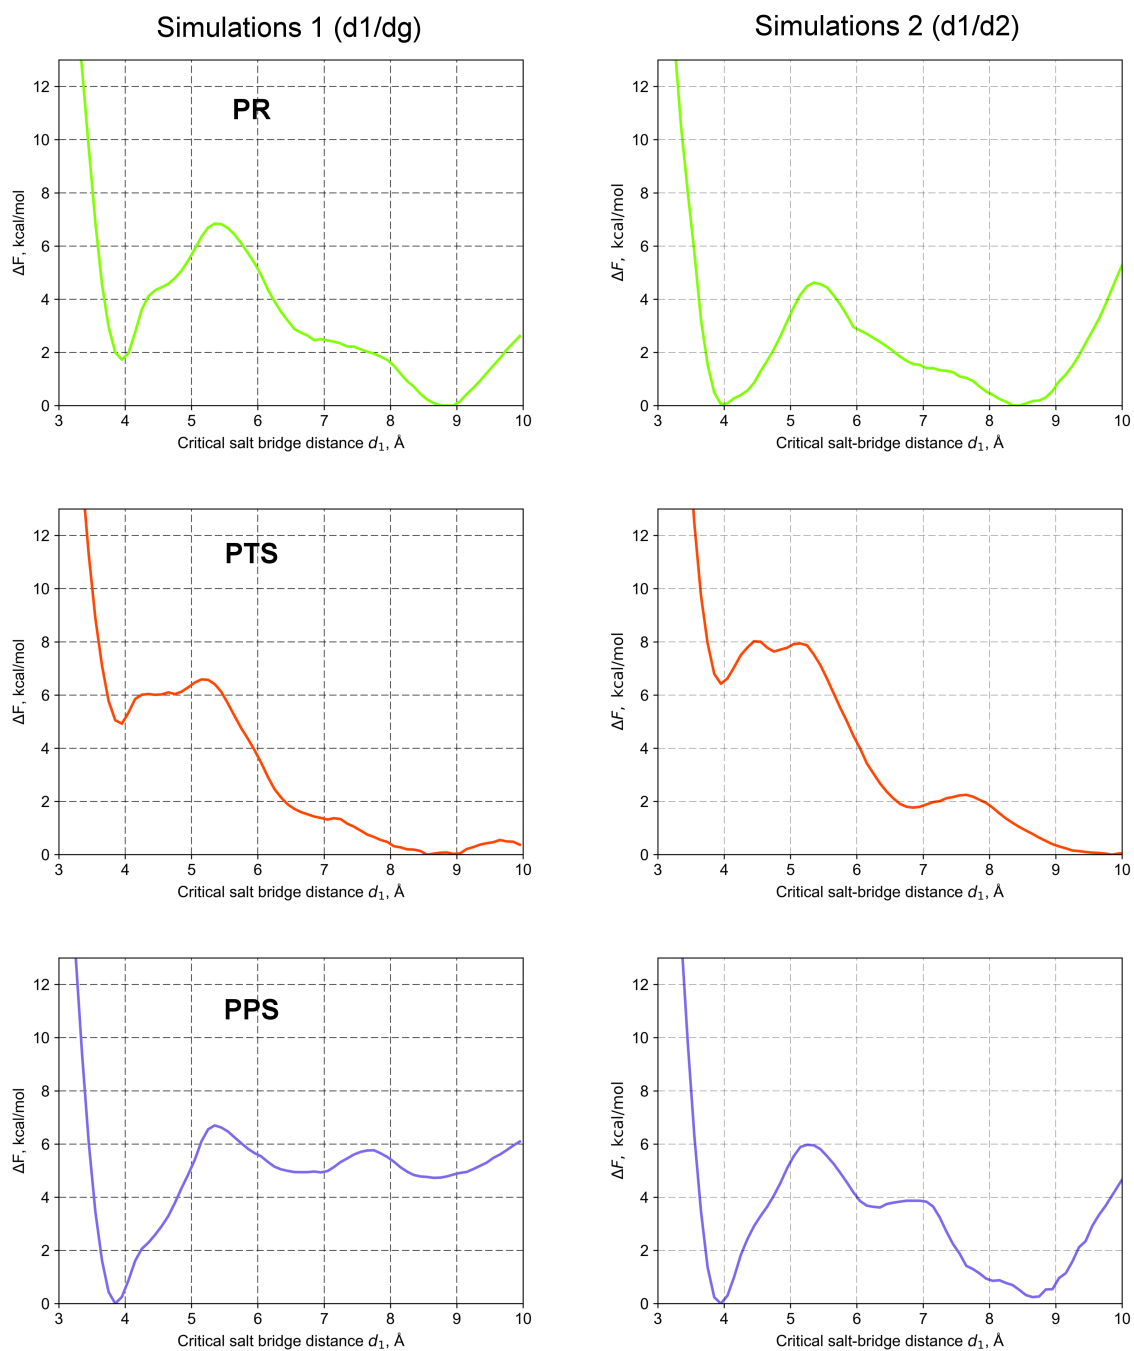 Simulations 1 (d1/dg)
Simulations 2 (d1/d2)
PR
ΔF, kcal/mol
12
10
8
6
4
2
0
3 4 5 6 7 8 9 10
Critical salt bridge distance d₁, Å
ΔF, kcal/mol
12
10
8
6
4
2
0
3 4 5 6 7 8 9 10
Critical salt-bridge distance d₁, Å
PTS
ΔF, kcal/mol
12
10
8
6
4
2
0
3 4 5 6 7 8 9 10
Critical salt bridge distance d₁, Å
ΔF, kcal/mol
12
10
8
6
4
2
0
3 4 5 6 7 8 9 10
Critical salt-bridge distance d₁, Å
PPS
ΔF, kcal/mol
12
10
8
6
4
2
0
3 4 5 6 7 8 9 10
Critical salt bridge distance d₁, Å
ΔF, kcal/mol
12
10
8
6
4
2
0
3 4 5 6 7 8 9 10
Critical salt-bridge distance d₁, Å